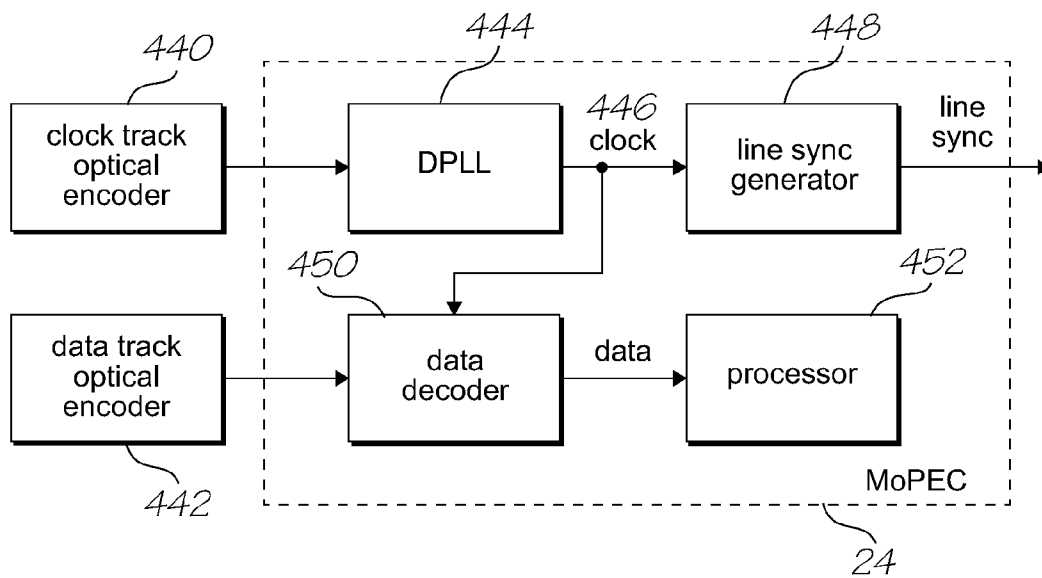 440
444
448
446
clock track
optical
encoder
DPLL
clock
line sync
generator
line
sync
450
452
data track
optical
encoder
data
decoder
data
processor
442
MoPEC
24